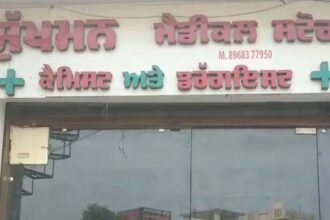 ਸੁੱਖਮਨ ਮੈਡੀਕਲ ਸਟੋਰ
M. 89683 77950
ਕੈਮਿਸਟ ਅਤੇ ਡਰੱਗਇਸਟ